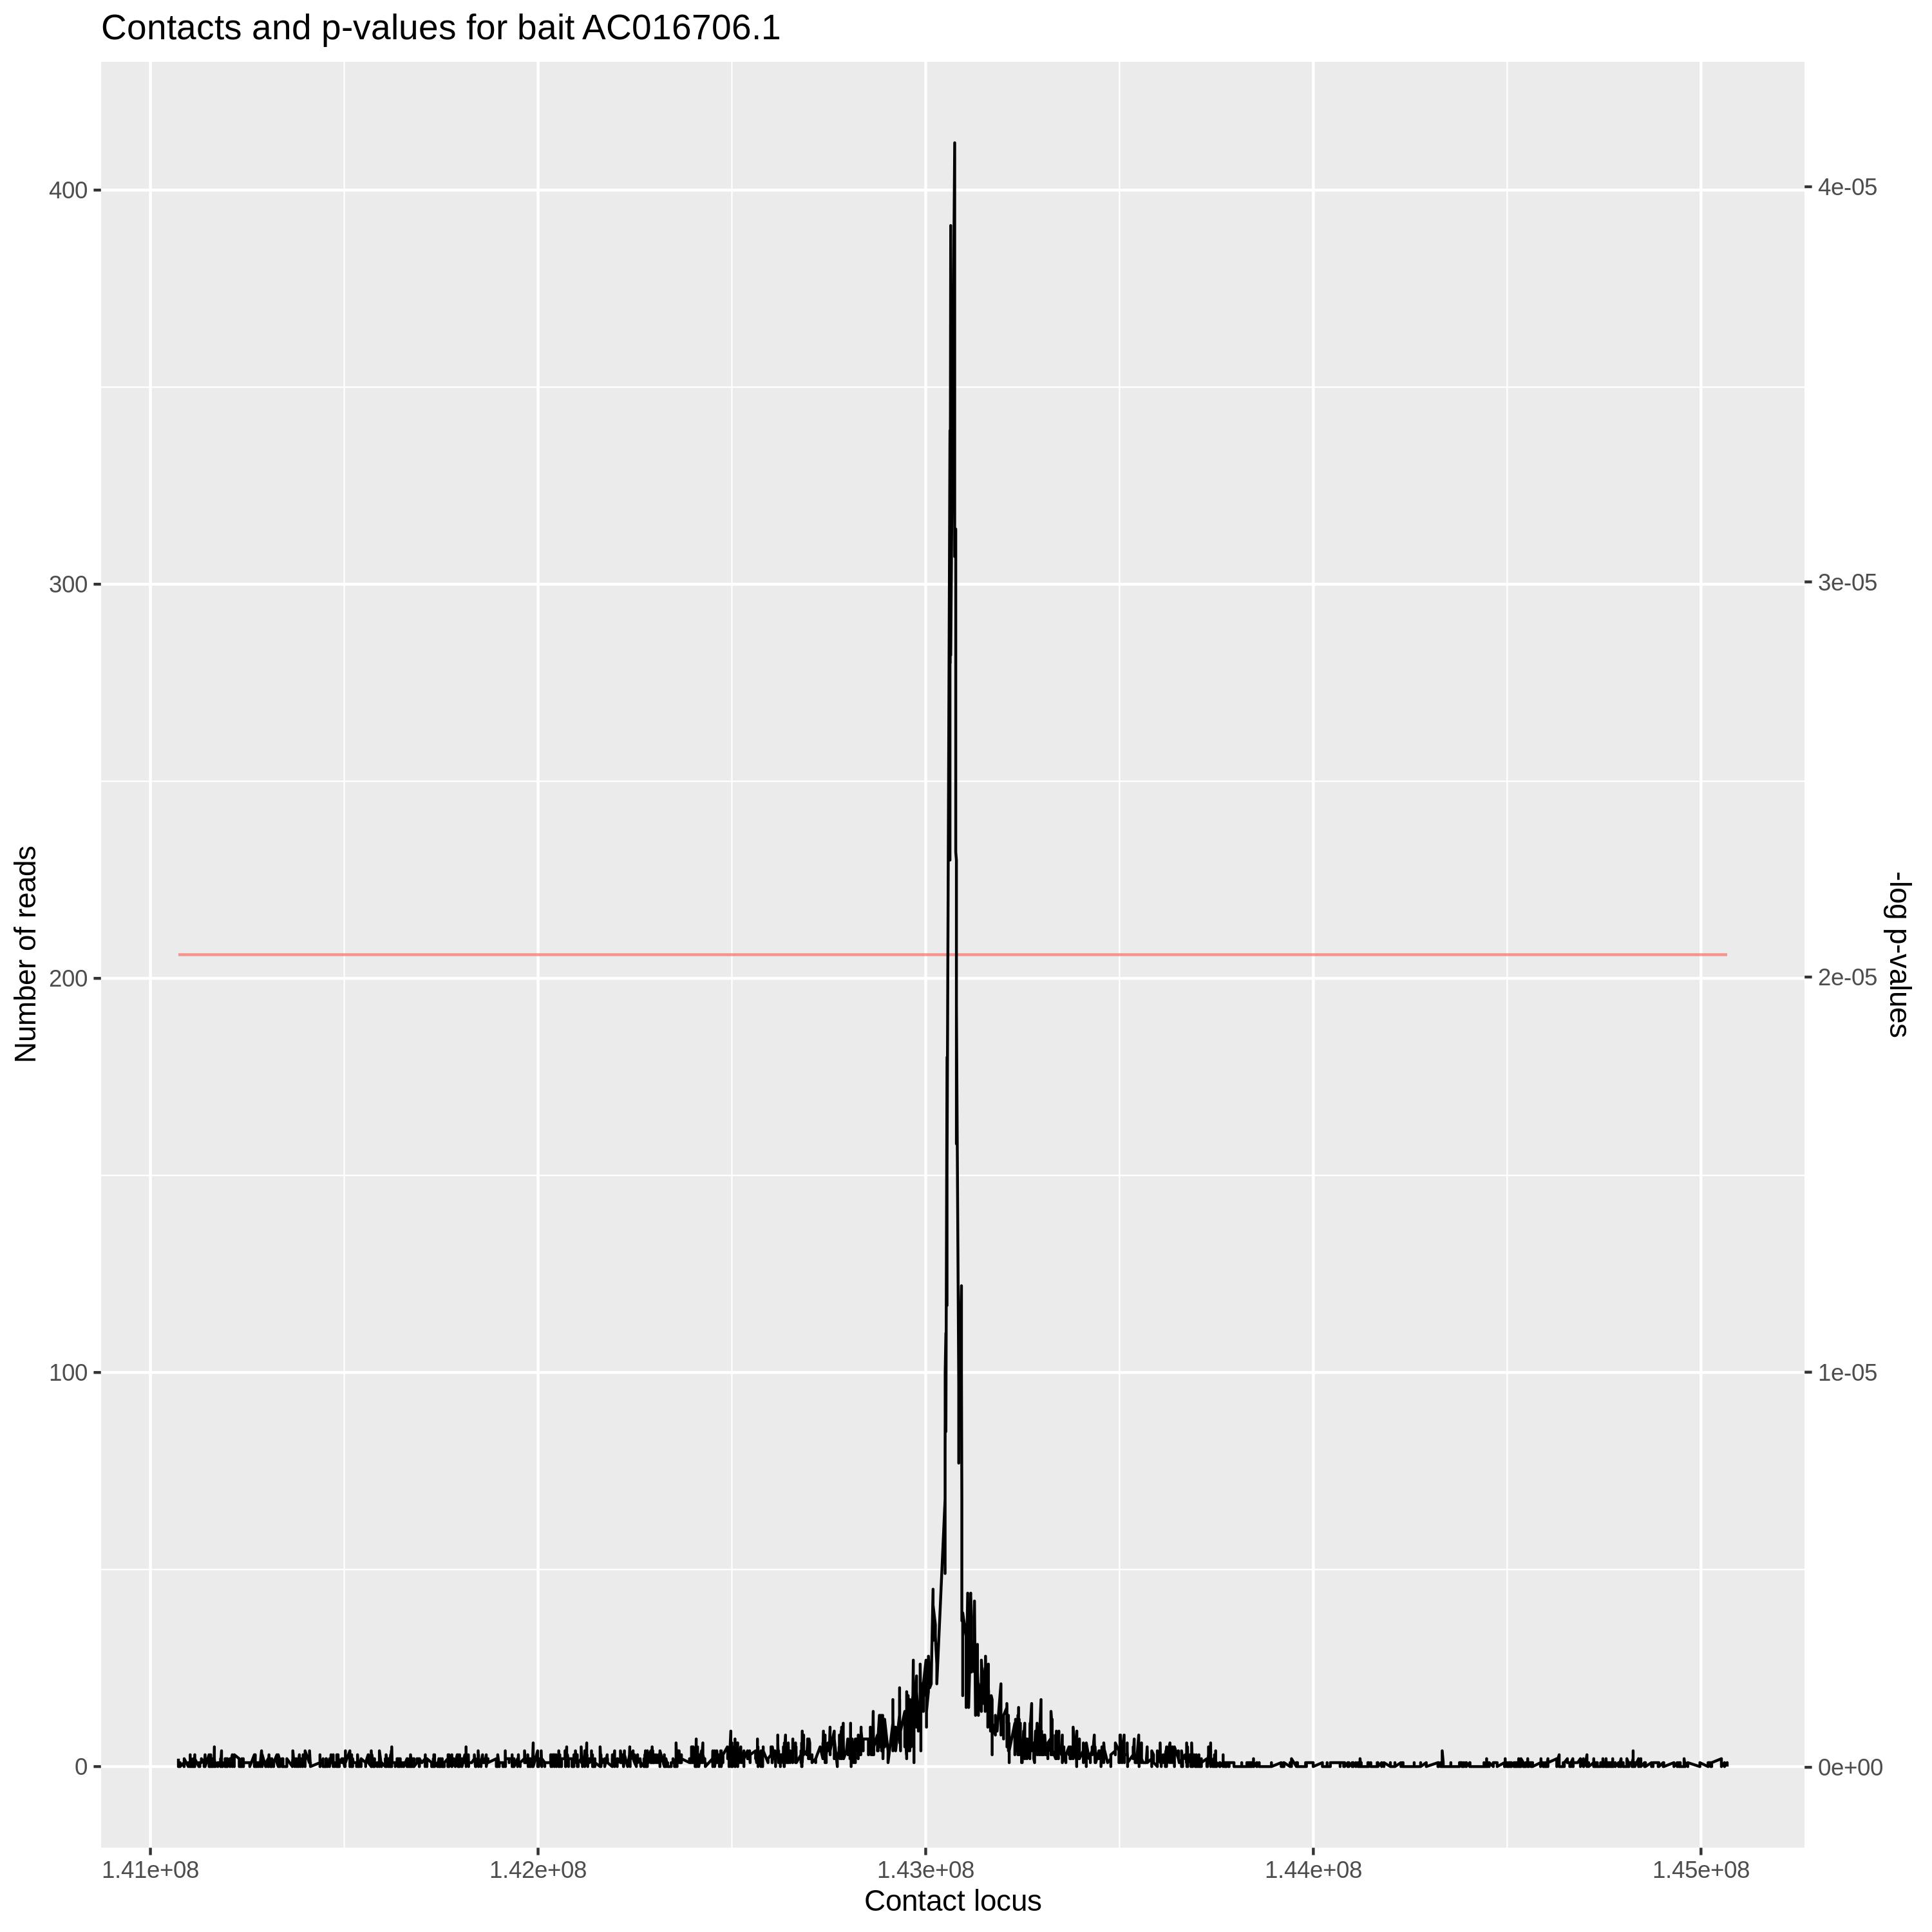 Contacts and p-values for bait AC016706.1
400
300
200
100
0
Number of reads
4e-05
3e-05
2e-05
1e-05
0e+00
-log p-values
1.41e+08
1.42e+08
1.43e+08
1.44e+08
1.45e+08
Contact locus